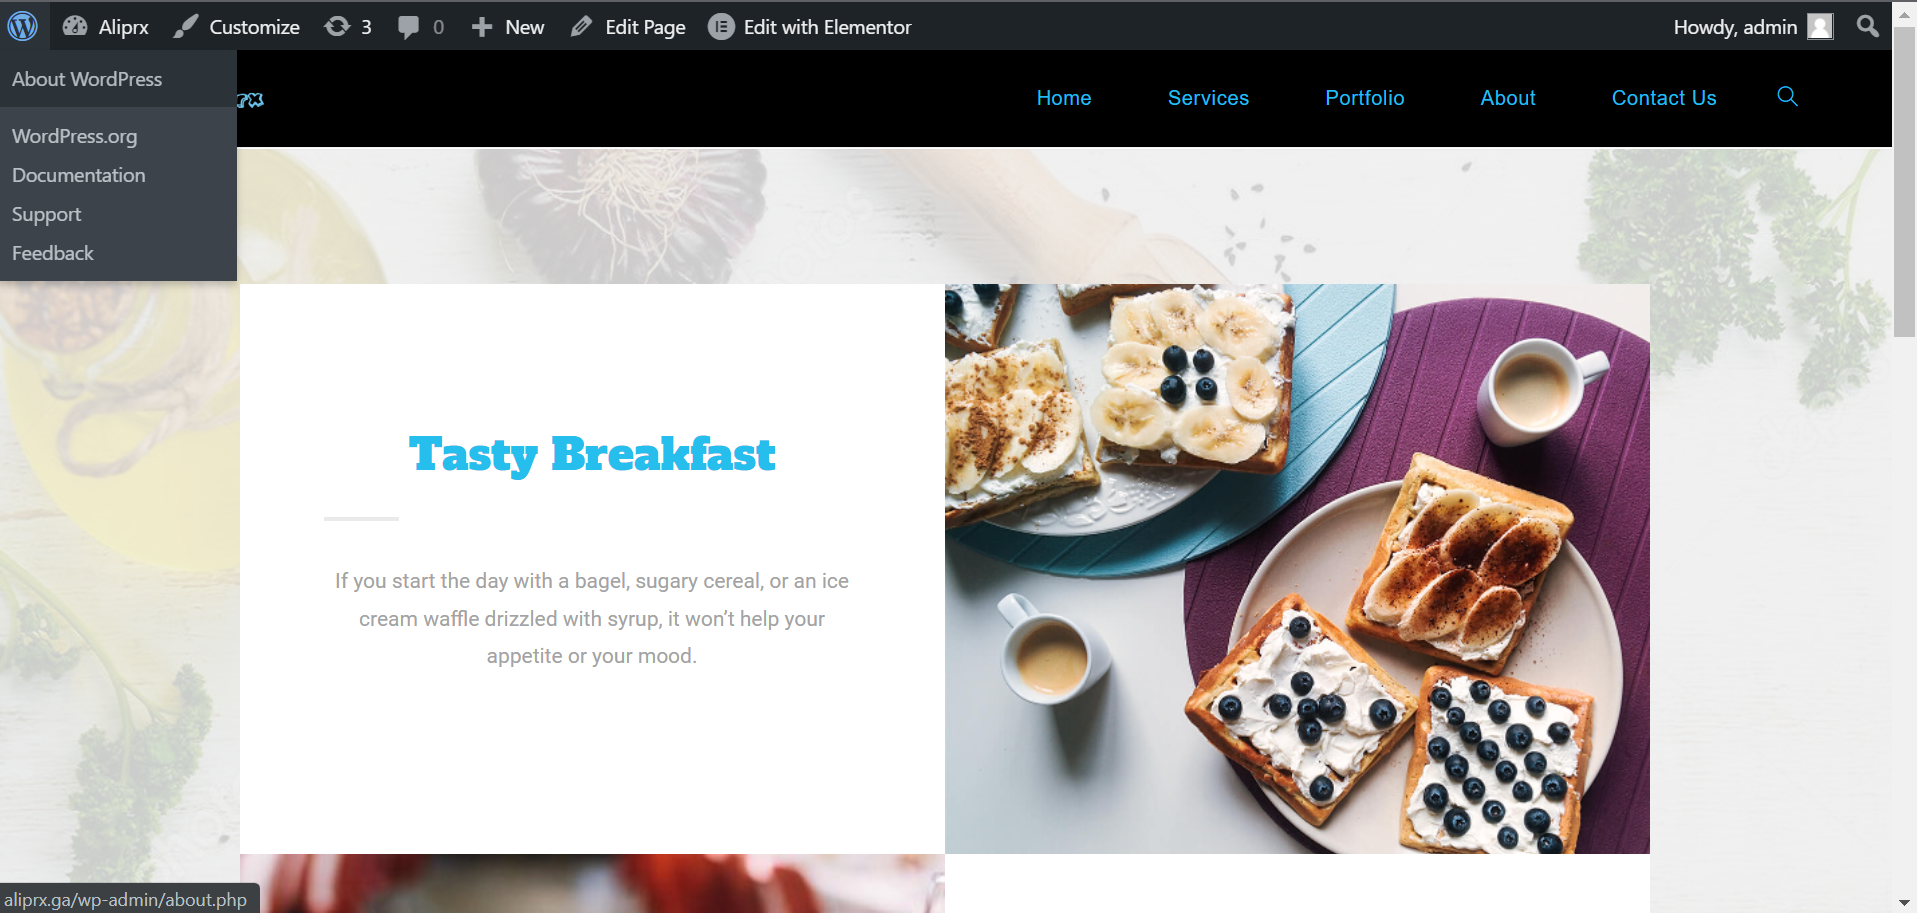 Aliprx Customize 3 0 New Edit Page Edit with Elementor Howdy, admin
About WordPress
WordPress.org
Documentation
Support
Feedback
rx Home Services Portfolio About Contact Us
Tasty Breakfast
If you start the day with a bagel, sugary cereal, or an ice
cream waffle drizzled with syrup, it won’t help your
appetite or your mood.
aliprx.ga/wp-admin/about.php